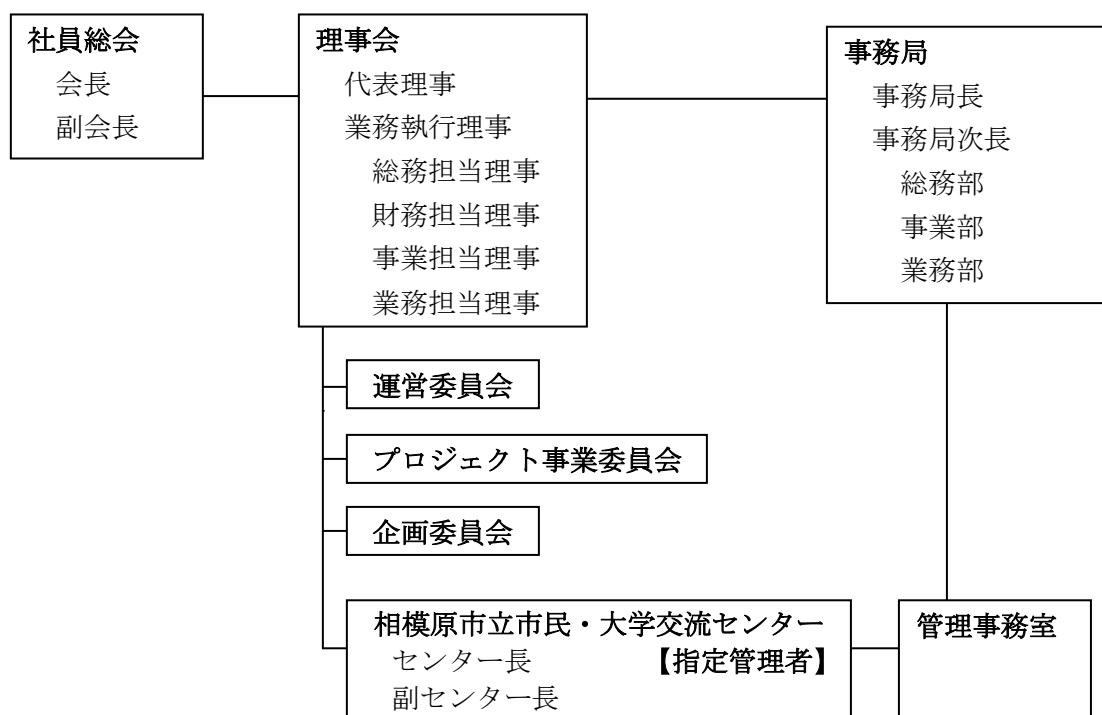 社員総会
会長
副会長
理事会
代表理事
業務執行理事
総務担当理事
財務担当理事
事業担当理事
業務担当理事
事務局
事務局長
事務局次長
総務部
事業部
業務部
運営委員会
プロジェクト事業委員会
企画委員会
相模原市立市民・大学交流センター
センター長 【指定管理者】
副センター長
管理事務室